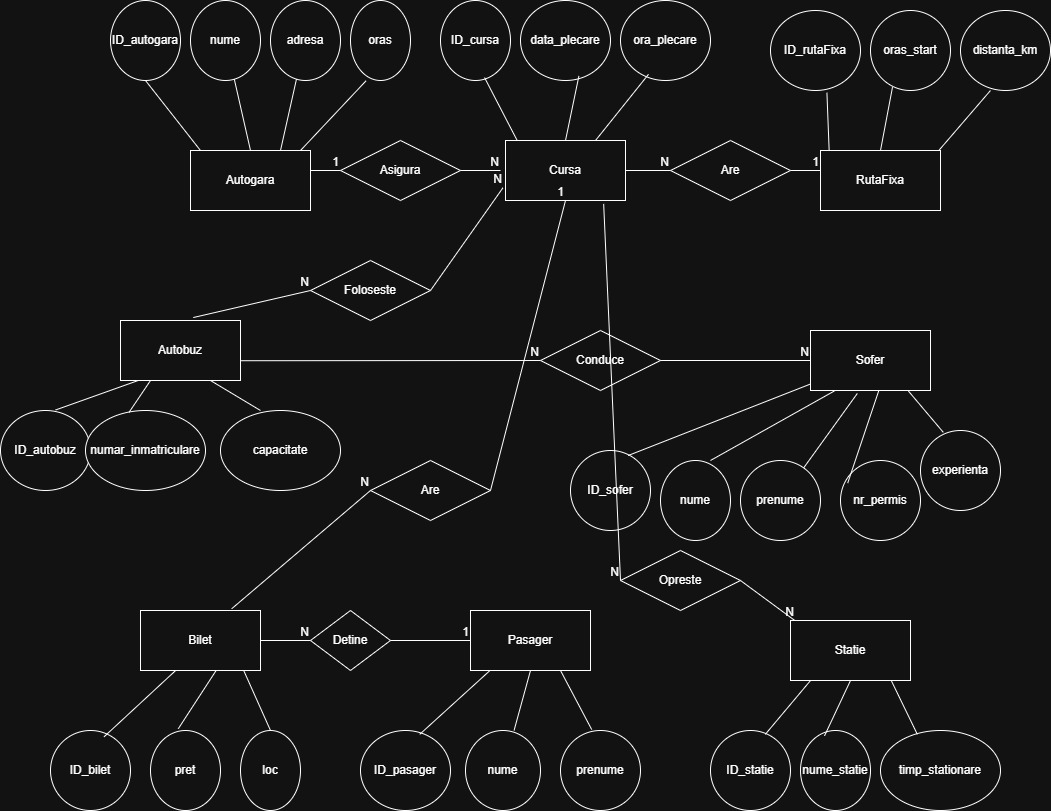 ID_autogara
nume
adresa
oras
ID_cursa
data_plecare
ora_plecare
ID_rutaFixa
oras_start
distanta_km
Autogara
1
Asigura
N
N
Cursa
1
N
Are
1
RutaFixa
N
Foloseste
Autobuz
N
Conduce
N
Sofer
ID_autobuz
numar_inmatriculare
capacitate
N
Are
ID_sofer
nume
prenume
nr_permis
experienta
N
Opreste
N
Bilet
N
Detine
1
Pasager
Statie
ID_bilet
pret
loc
ID_pasager
nume
prenume
ID_statie
nume_statie
timp_stationare